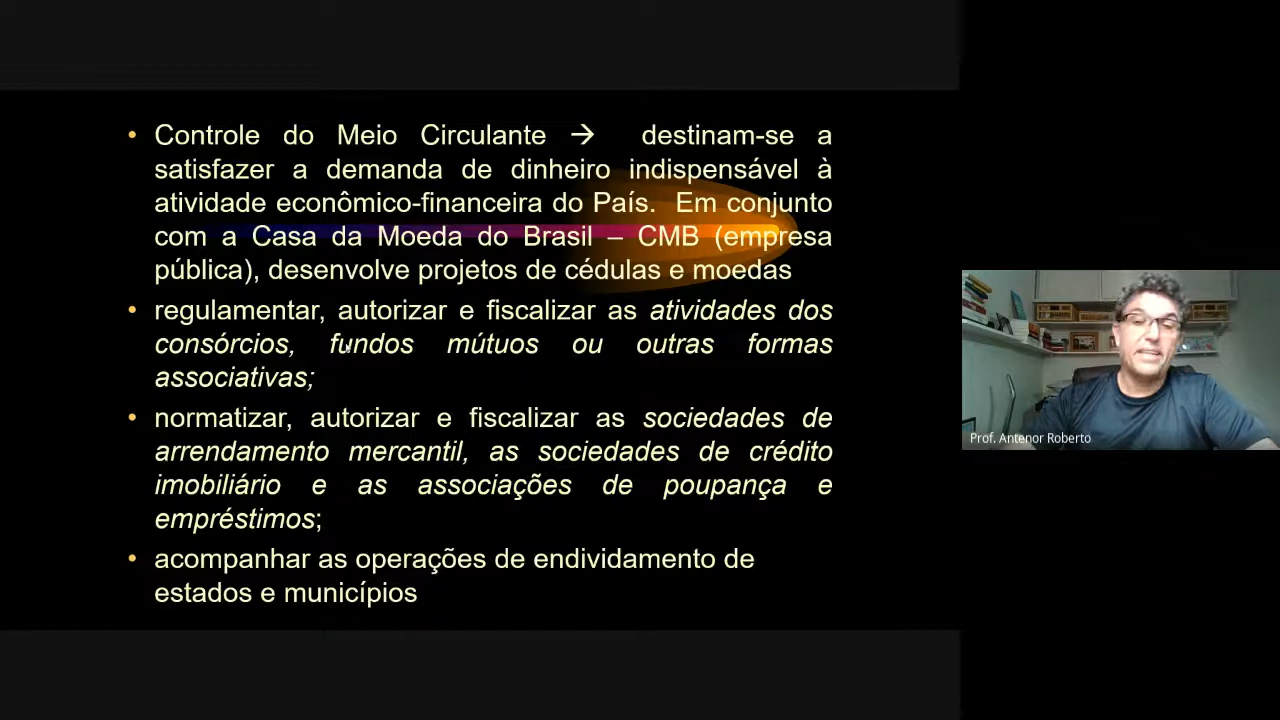 • Controle do Meio Circulante → destinam-se a
satisfazer a demanda de dinheiro indispensável à
atividade econômico-financeira do País. Em conjunto
com a Casa da Moeda do Brasil – CMB (empresa
pública), desenvolve projetos de cédulas e moedas
• regulamentar, autorizar e fiscalizar as atividades dos
consórcios, fundos mútuos ou outras formas
associativas;
• normatizar, autorizar e fiscalizar as sociedades de
arrendamento mercantil, as sociedades de crédito
imobiliário e as associações de poupança e
empréstimos;
• acompanhar as operações de endividamento de
estados e municípios
Prof. Antenor Roberto